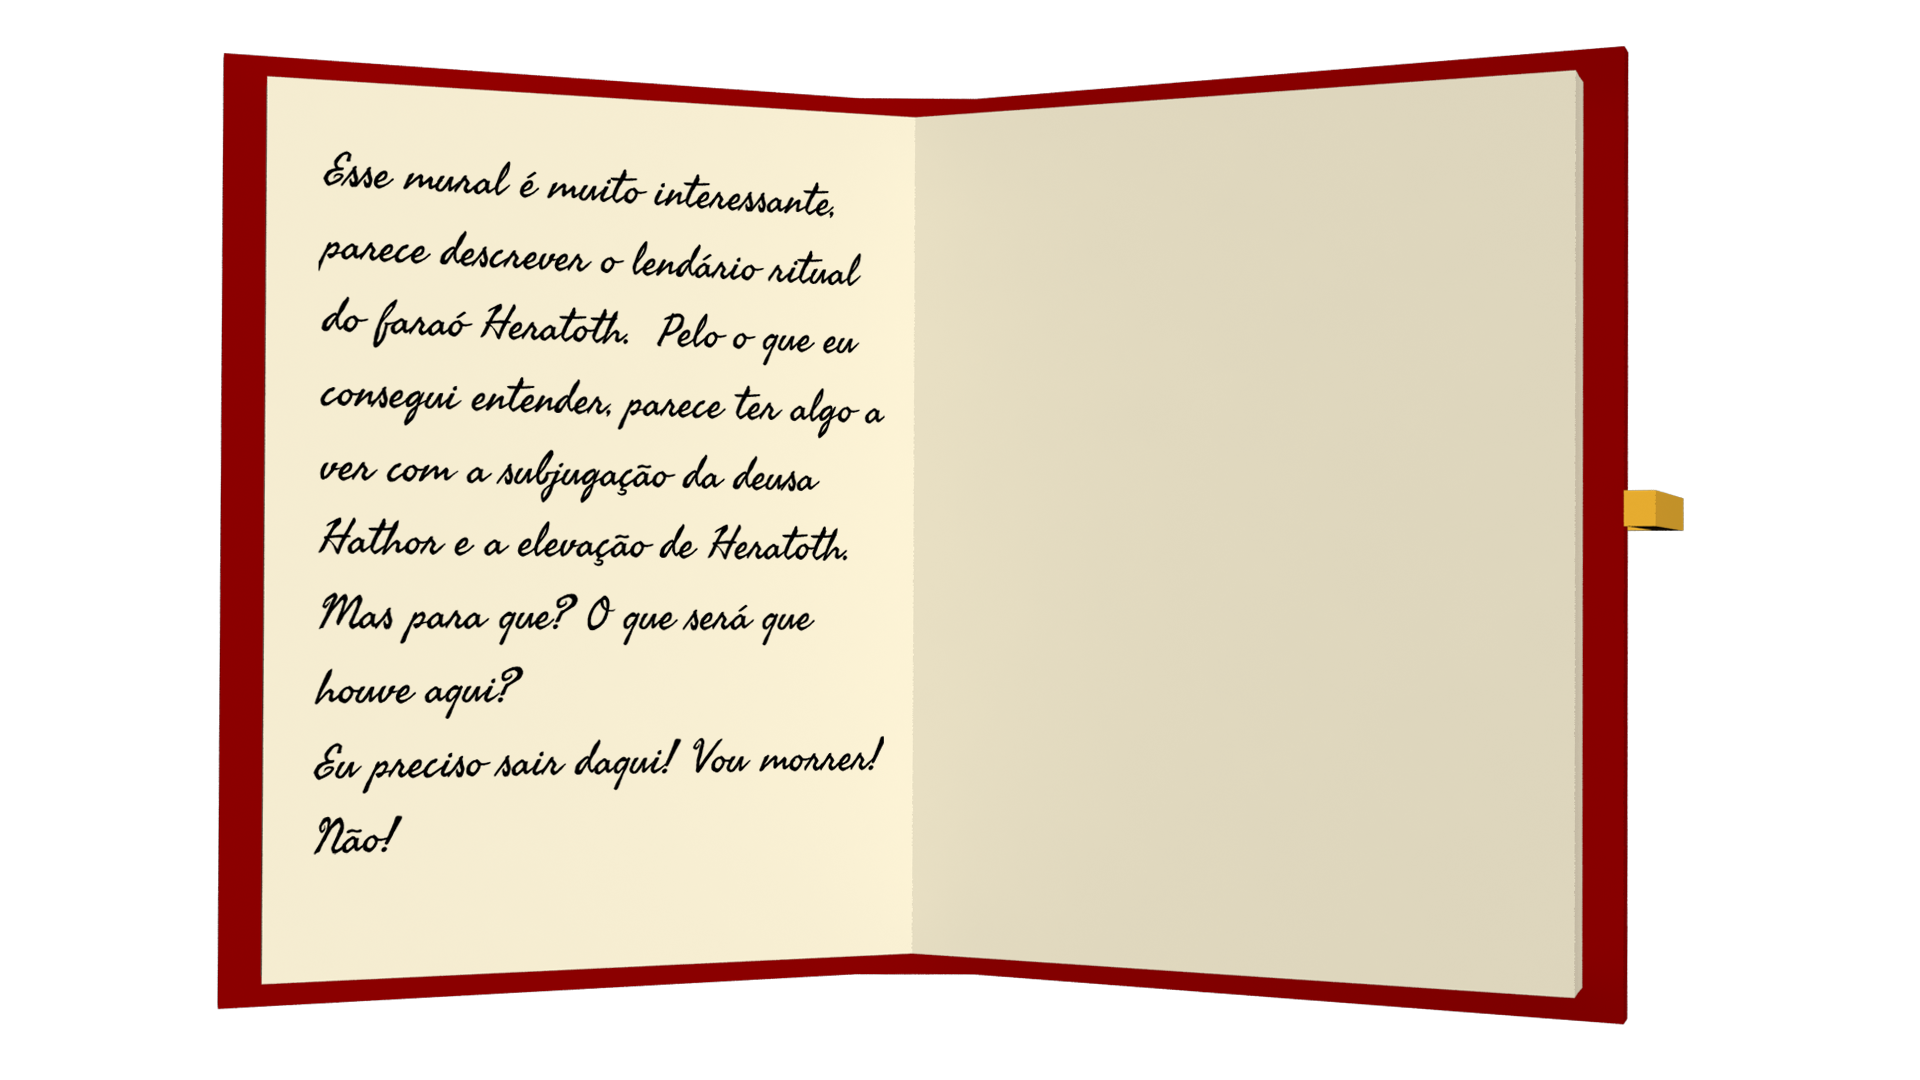 Esse mural é muito interessante,
parece descrever o lendário ritual
do faraó Heratoth. Pelo o que eu
consegui entender, parece ter algo a
ver com a subjugação da deusa
Hathor e a elevação de Heratoth.
Mas para que? O que será que
houve aqui?
Eu preciso sair daqui! Vou morrer!
Não!